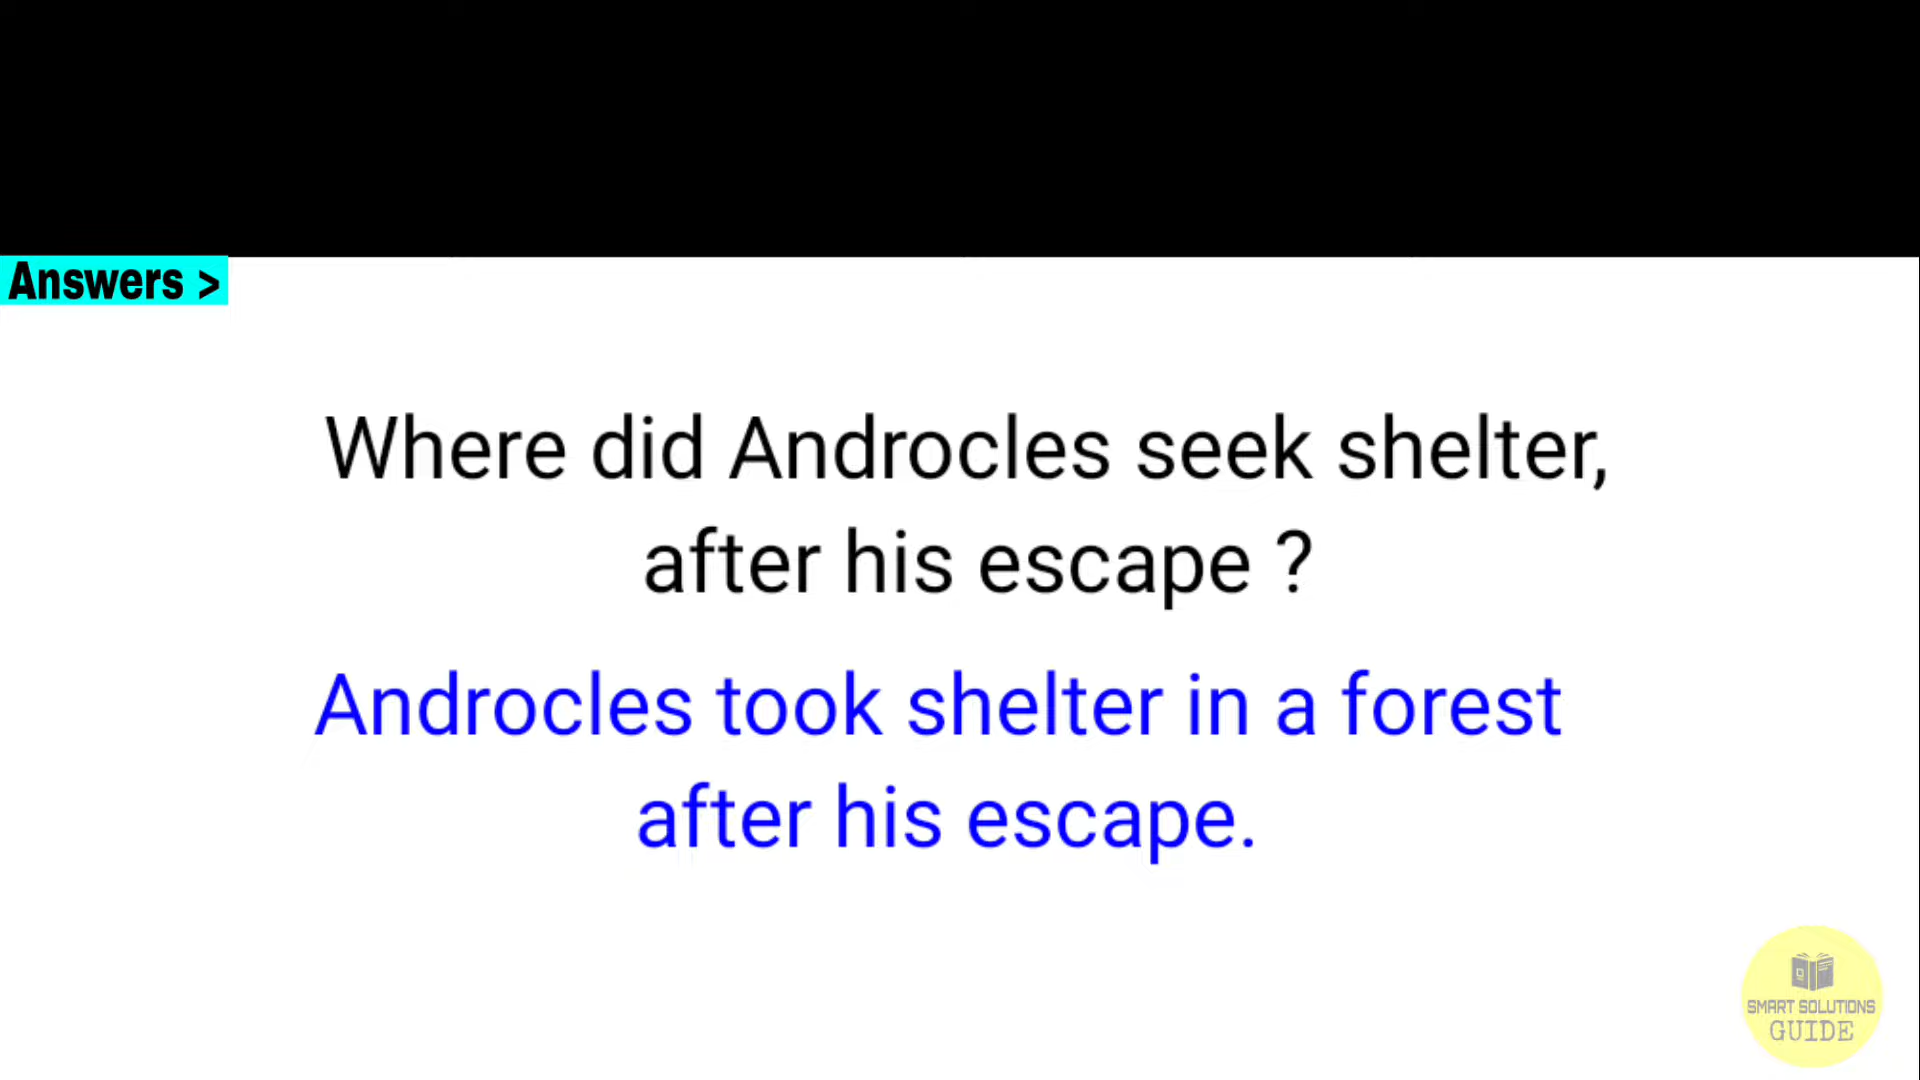 Answers >
Where did Androcles seek shelter,
after his escape ?
Androcles took shelter in a forest
after his escape.
SMART SOLUTIONS
GUIDE